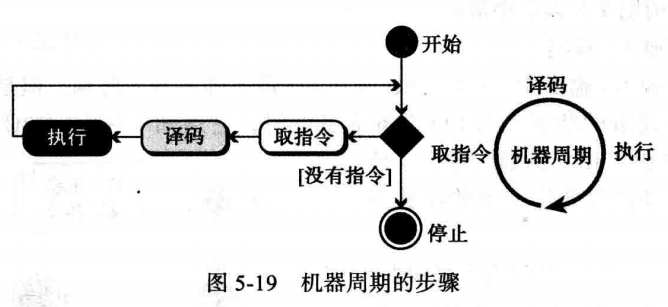 开始
译码
执行
译码
取指令
取指令
机器周期
执行
[没有指令]
停止
图 5-19 机器周期的步骤